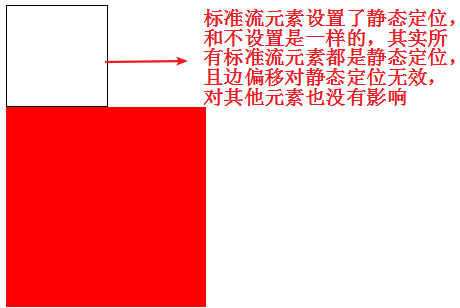 标准流元素设置了静态定位，
和不设置是一样的，其实所
有标准流元素都是静态定位，
且边偏移对静态定位无效，
对其他元素也没有影响